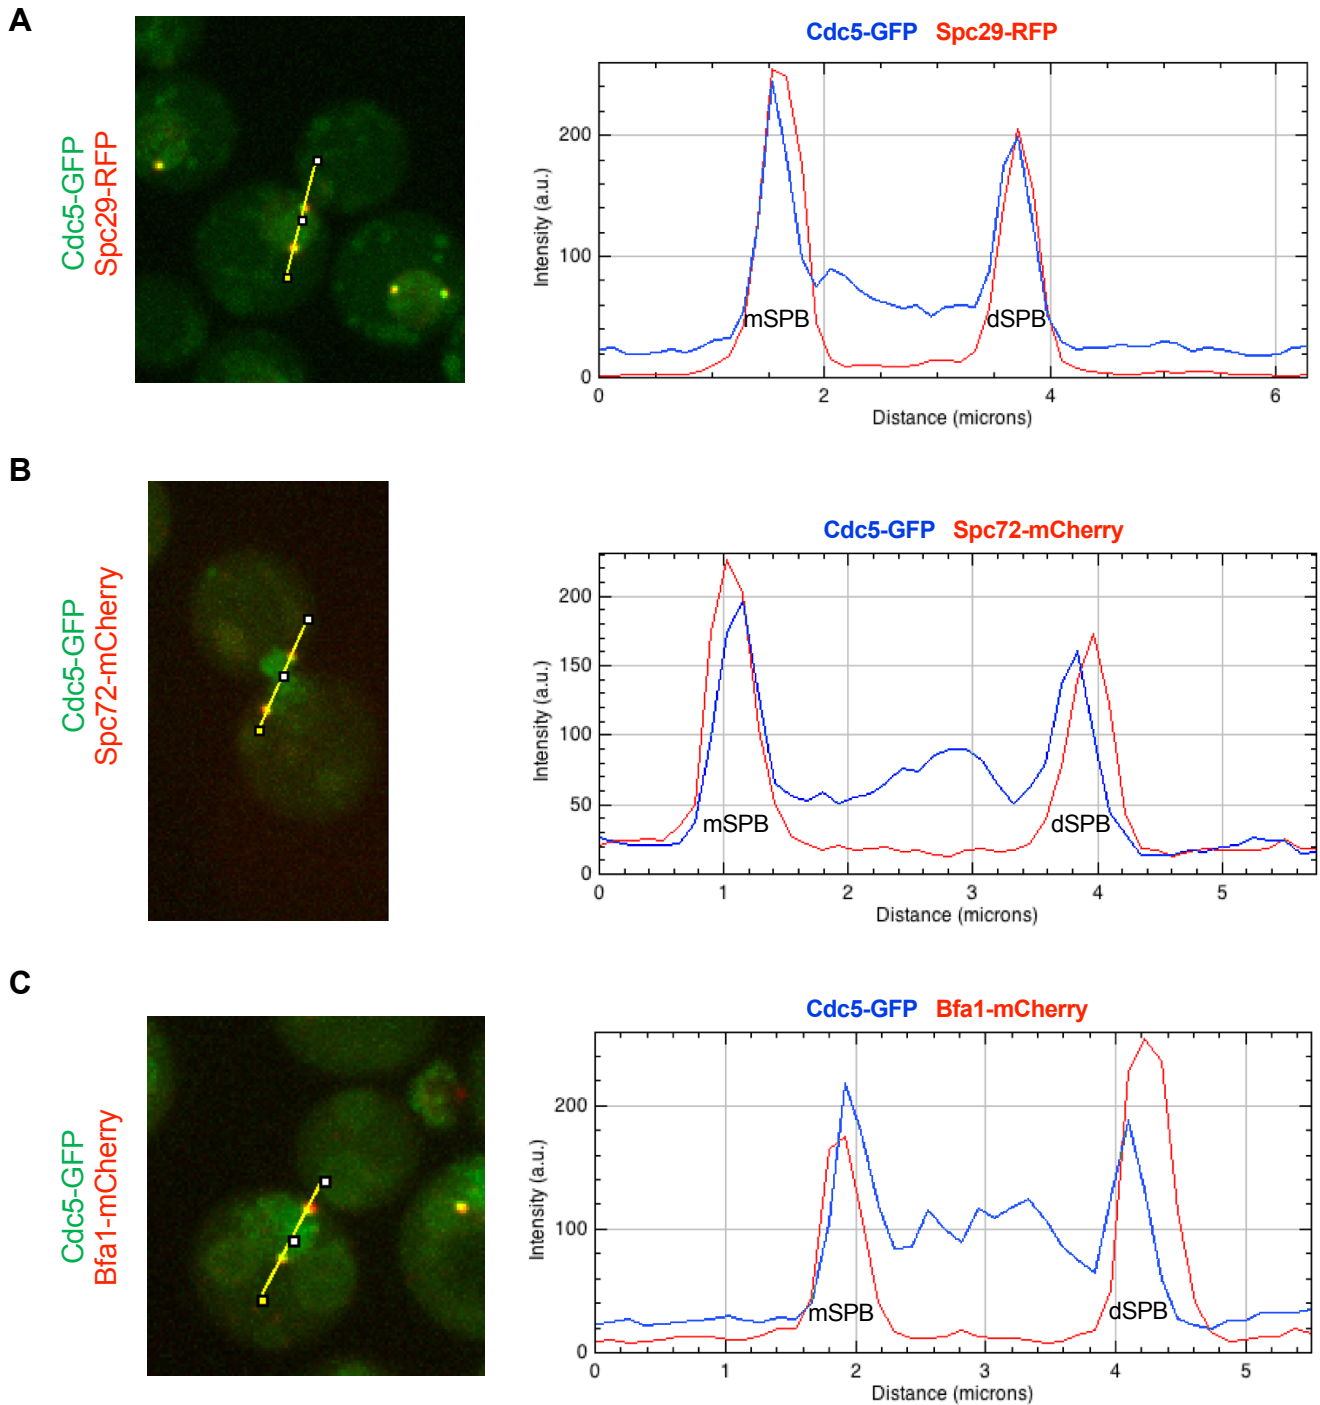 A
Cdc5-GFP
Spc29-RFP
Cdc5-GFP Spc29-RFP
Intensity (a.u.)
200
100
0
mSPB
dSPB
0 2 4 6
Distance (microns)
B
Cdc5-GFP
Spc72-mCherry
Cdc5-GFP Spc72-mCherry
Intensity (a.u.)
200
150
100
50
0
mSPB
dSPB
0 1 2 3 4 5
Distance (microns)
C
Cdc5-GFP
Bfa1-mCherry
Cdc5-GFP Bfa1-mCherry
Intensity (a.u.)
200
100
0
mSPB
dSPB
0 1 2 3 4 5
Distance (microns)